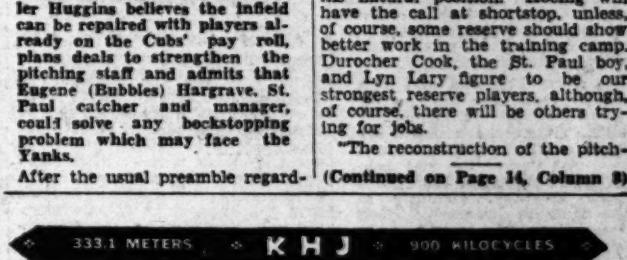 ler Huggins believes the infield
can be repaired with players al-
ready on the Cubs' pay roll,
plans deals to strengthen the
pitching staff and admits that
Eugene (Bubbles) Hargrave, St.
Paul catcher and manager,
could solve any bockstopping
problem which may face the
Yanks.
After the usual preamble regard-
have the call at shortstop, unless,
of course, some reserve should show
better work in the training camp.
Durocher Cook, the St. Paul boy,
and Lyn Lary figure to be our
strongest reserve players, although,
of course, there will be others try-
ing for jobs.
"The reconstruction of the pitch-
(Continued on Page 14, Column 8)
333.1 METERS KHJ 900 KILOCYCLES